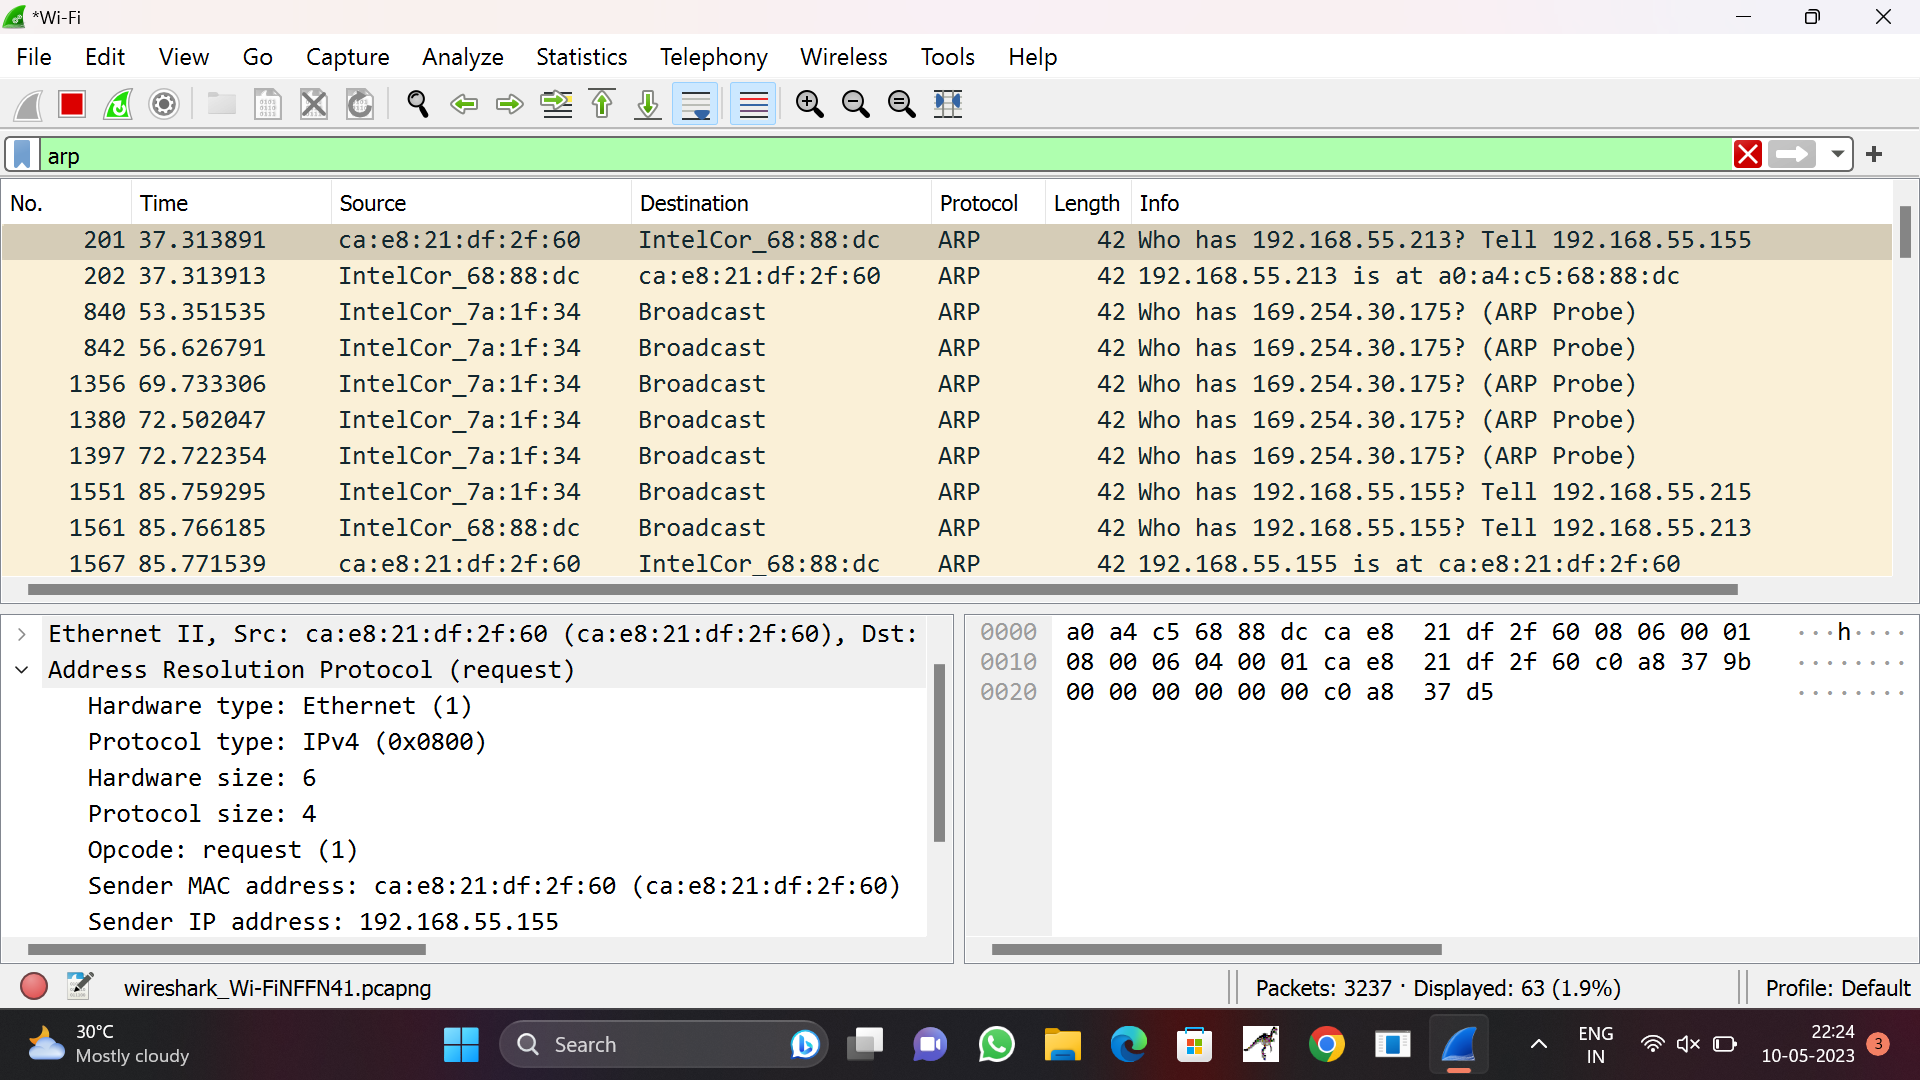 *Wi-Fi
File Edit View Go Capture Analyze Statistics Telephony Wireless Tools Help
arp
No. Time Source Destination Protocol Length Info
201 37.313891 ca:e8:21:df:2f:60 IntelCor_68:88:dc ARP 42 Who has 192.168.55.213? Tell 192.168.55.155
202 37.313913 IntelCor_68:88:dc ca:e8:21:df:2f:60 ARP 42 192.168.55.213 is at a0:a4:c5:68:88:dc
840 53.351535 IntelCor_7a:1f:34 Broadcast ARP 42 Who has 169.254.30.175? (ARP Probe)
842 56.626791 IntelCor_7a:1f:34 Broadcast ARP 42 Who has 169.254.30.175? (ARP Probe)
1356 69.733306 IntelCor_7a:1f:34 Broadcast ARP 42 Who has 169.254.30.175? (ARP Probe)
1380 72.502047 IntelCor_7a:1f:34 Broadcast ARP 42 Who has 169.254.30.175? (ARP Probe)
1397 72.722354 IntelCor_7a:1f:34 Broadcast ARP 42 Who has 169.254.30.175? (ARP Probe)
1551 85.759295 IntelCor_7a:1f:34 Broadcast ARP 42 Who has 192.168.55.155? Tell 192.168.55.215
1561 85.766185 IntelCor_68:88:dc Broadcast ARP 42 Who has 192.168.55.155? Tell 192.168.55.213
1567 85.771539 ca:e8:21:df:2f:60 IntelCor_68:88:dc ARP 42 192.168.55.155 is at ca:e8:21:df:2f:60
Ethernet II, Src: ca:e8:21:df:2f:60 (ca:e8:21:df:2f:60), Dst:
Address Resolution Protocol (request)
Hardware type: Ethernet (1)
Protocol type: IPv4 (0x0800)
Hardware size: 6
Protocol size: 4
Opcode: request (1)
Sender MAC address: ca:e8:21:df:2f:60 (ca:e8:21:df:2f:60)
Sender IP address: 192.168.55.155
0000 a0 a4 c5 68 88 dc ca e8 21 df 2f 60 08 06 00 01 ···h····
0010 08 00 06 04 00 01 ca e8 21 df 2f 60 c0 a8 37 9b ········
0020 00 00 00 00 00 00 c0 a8 37 d5 ········
wireshark_Wi-FiNFFN41.pcapng
Packets: 3237 · Displayed: 63 (1.9%)
Profile: Default
30°C
Mostly cloudy
Search
ENG
IN
22:24
10-05-2023
3